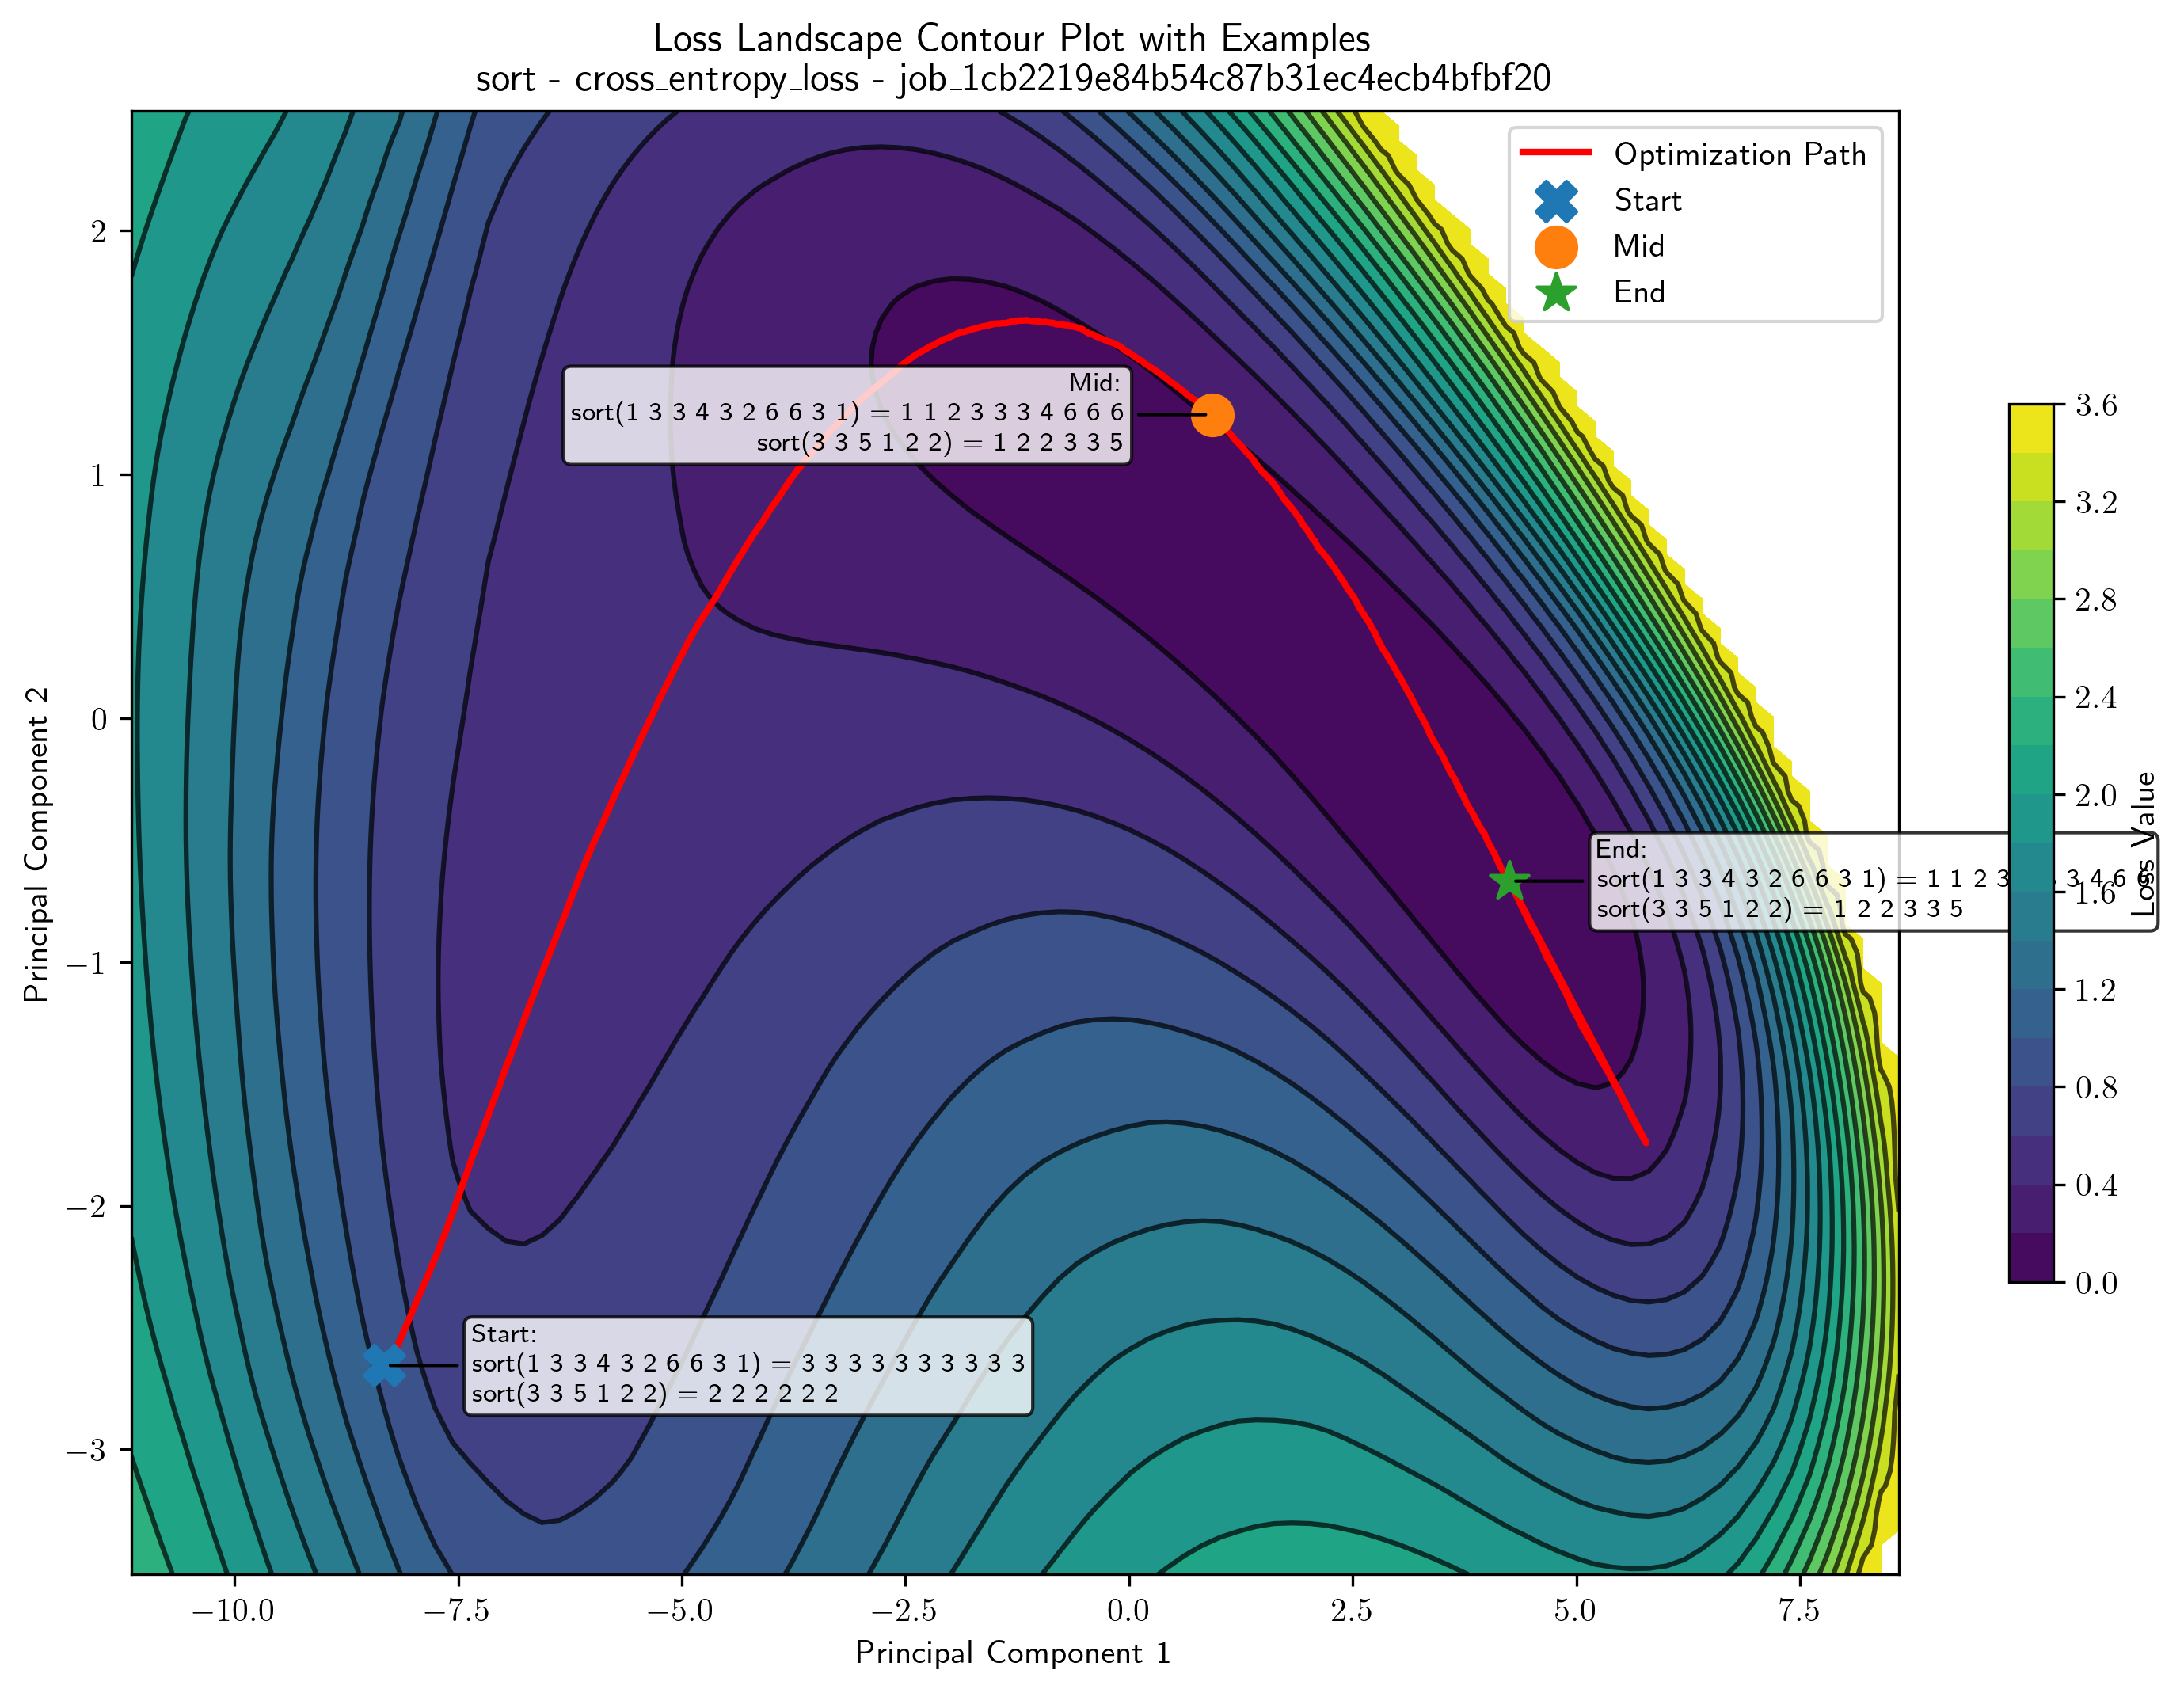 Loss Landscape Contour Plot with Examples
sort - cross_entropy_loss - job_1cb2219e84b54c87b31ec4ecb4bfbf20
Optimization Path
Start
Mid
End
Mid:
sort(1 3 3 4 3 2 6 6 3 1) = 1 1 2 3 3 3 4 6 6 6
sort(3 3 5 1 2 2) = 1 2 2 3 3 5
End:
sort(1 3 3 4 3 2 6 6 3 1) = 1 1 2 3 3 4 6 6
sort(3 3 5 1 2 2) = 1 2 2 3 3 5
Start:
sort(1 3 3 4 3 2 6 6 3 1) = 3 3 3 3 3 3 3 3 3 3
sort(3 3 5 1 2 2) = 2 2 2 2 2 2
2
1
0
−1
−2
−3
Principal Component 2
−10.0
−7.5
−5.0
−2.5
0.0
2.5
5.0
7.5
Principal Component 1
3.6
3.2
2.8
2.4
2.0
1.6
1.2
0.8
0.4
0.0
Loss Value